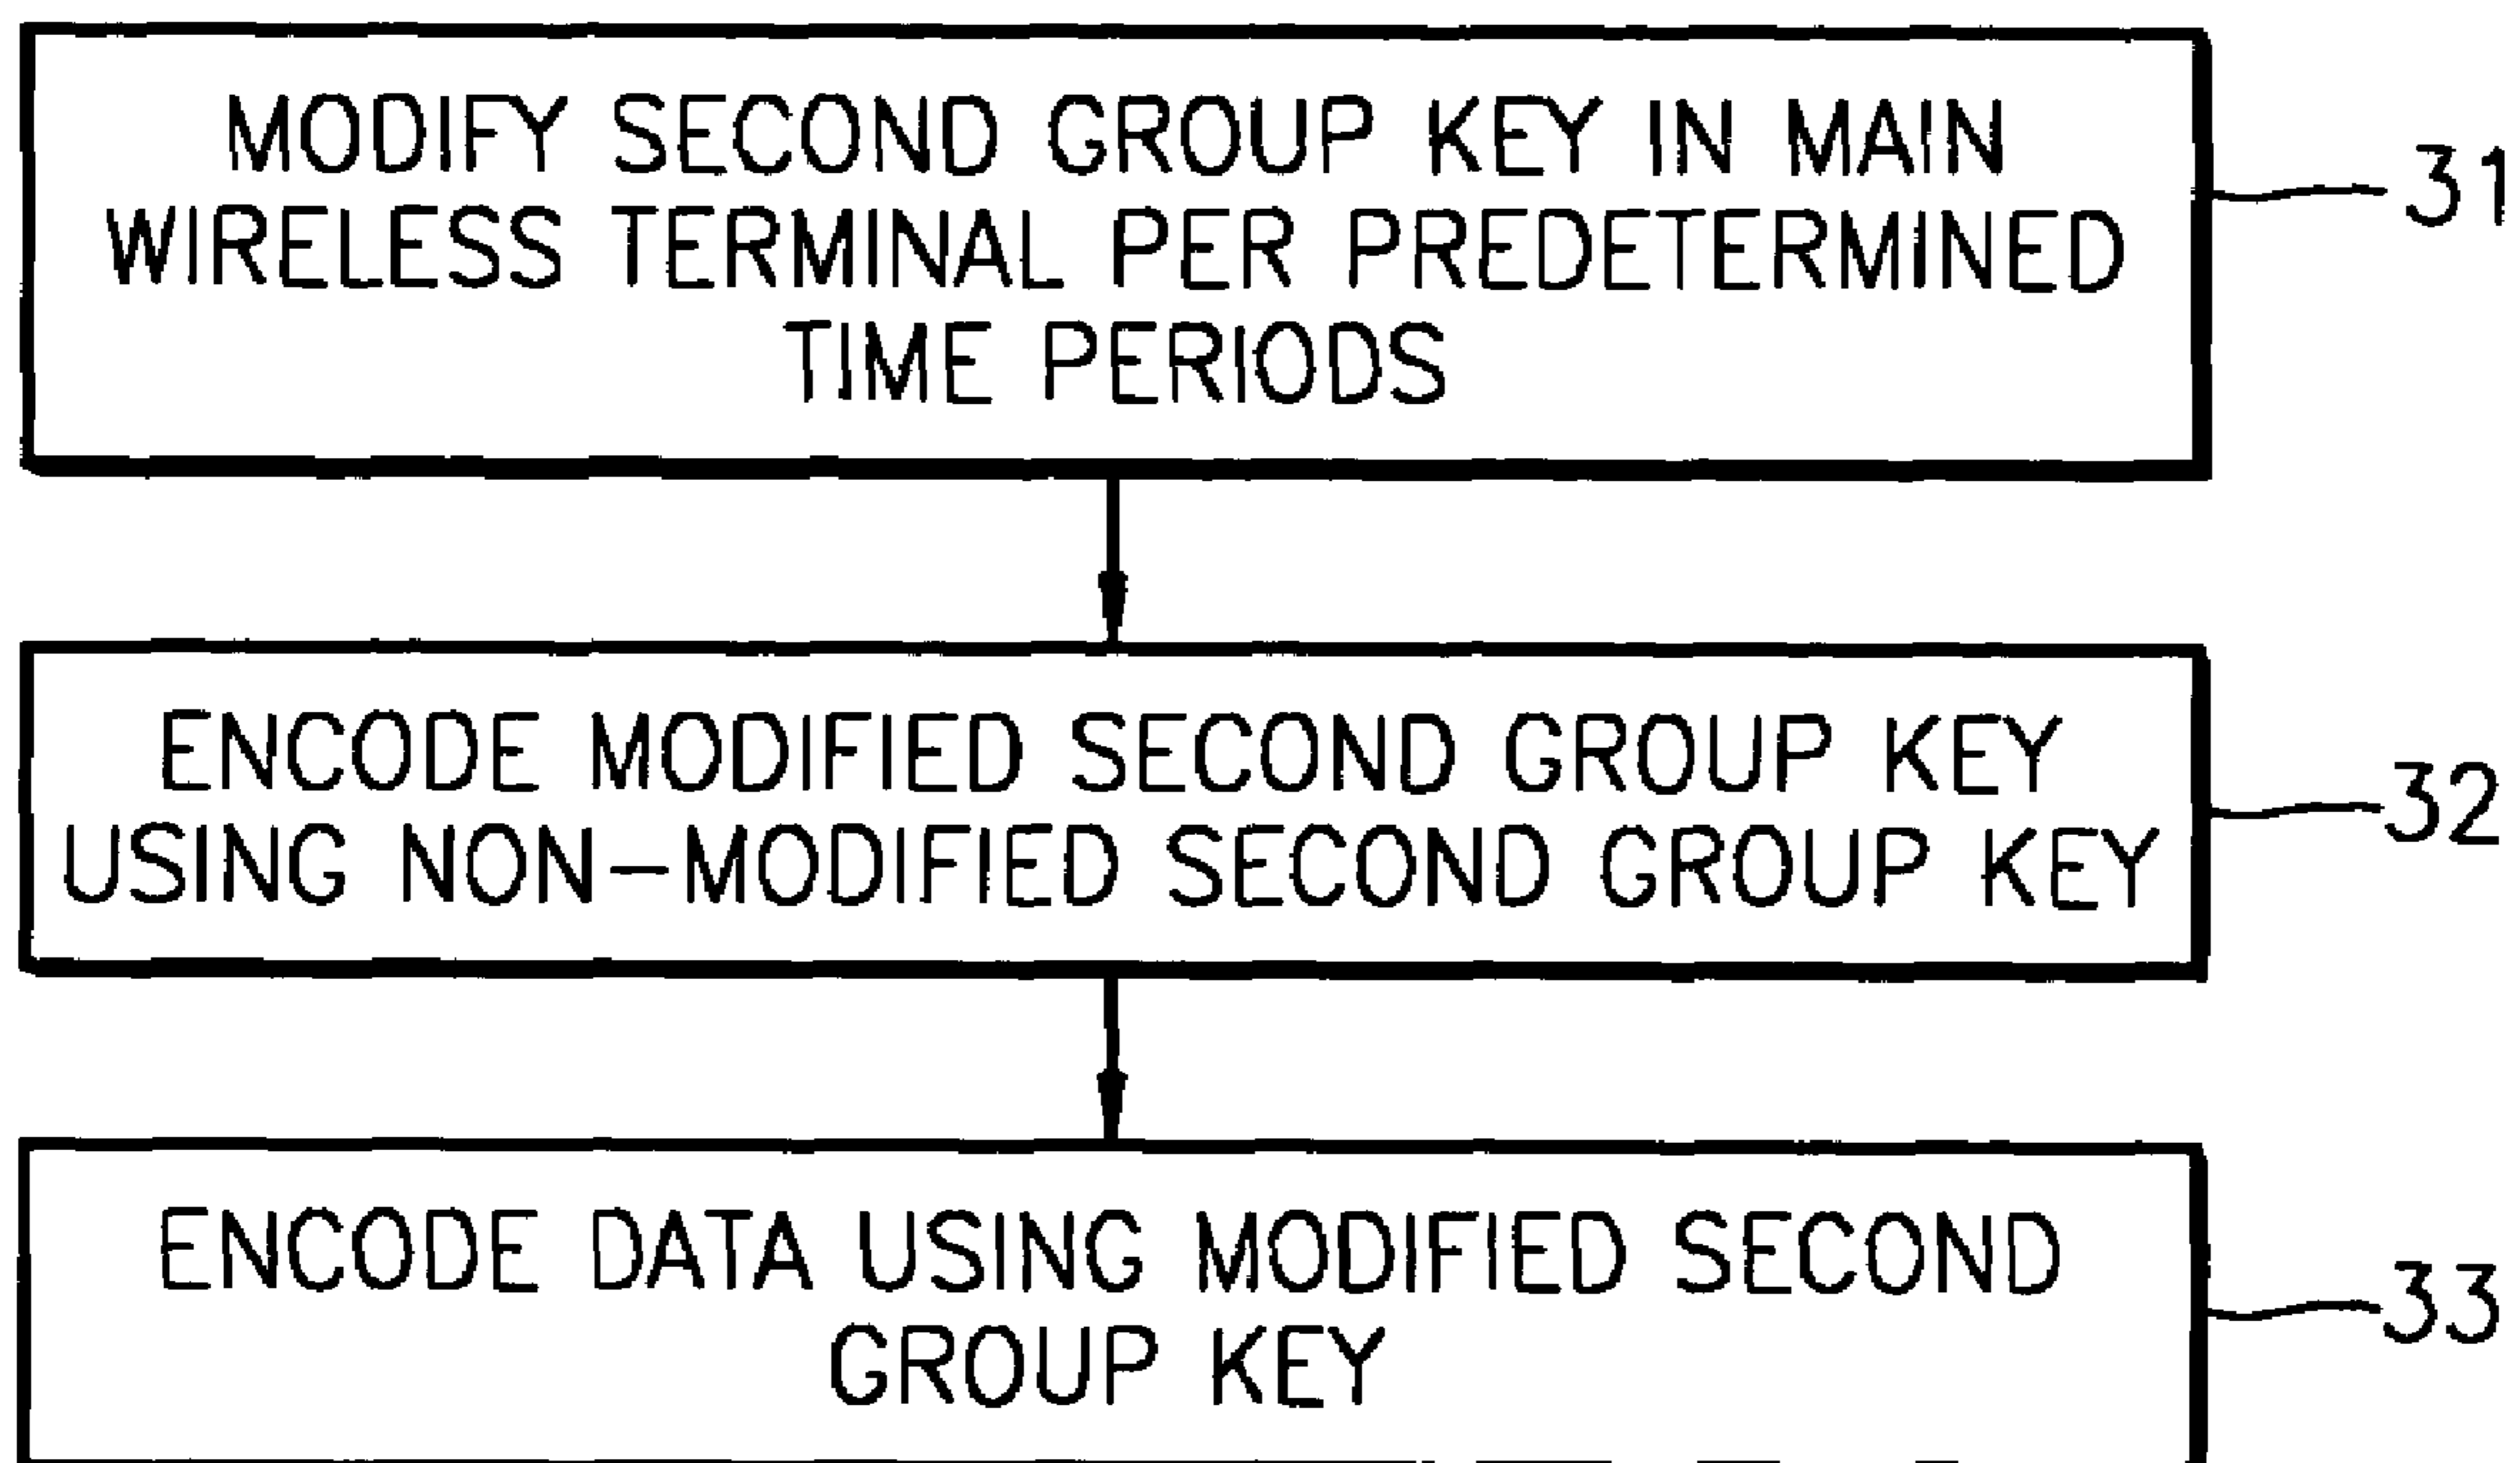 MODIFY SECOND GROUP KEY IN MAIN
WIRELESS TERMINAL PER PREDETERMINED
TIME PERIODS
31
ENCODE MODIFIED SECOND GROUP KEY
USING NON-MODIFIED SECOND GROUP KEY
32
ENCODE DATA USING MODIFIED SECOND
GROUP KEY
33